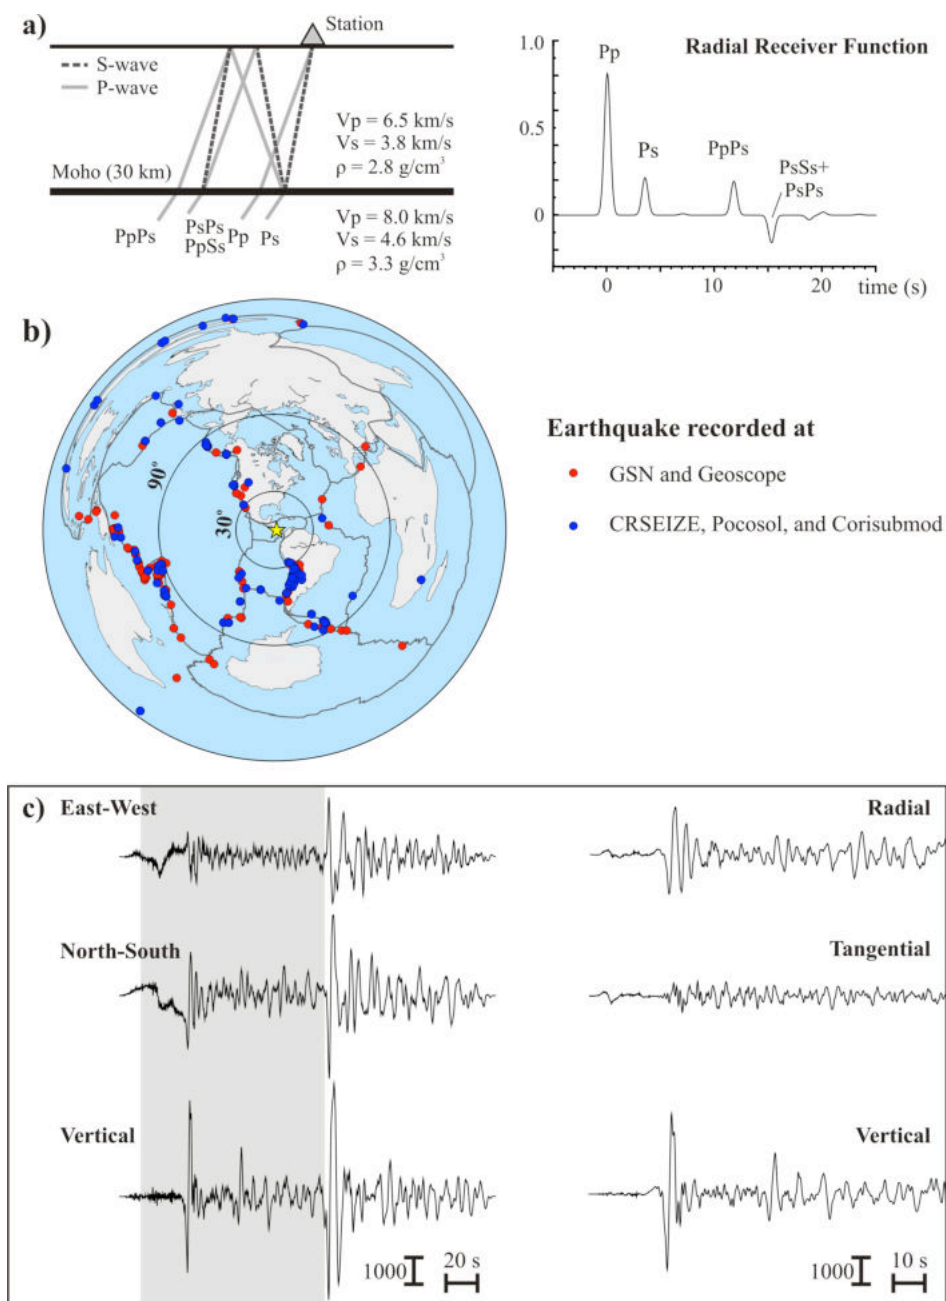 a)
Station
S-wave
P-wave
Vp = 6.5 km/s
Vs = 3.8 km/s
ρ = 2.8 g/cm³
Moho (30 km)
Vp = 8.0 km/s
Vs = 4.6 km/s
ρ = 3.3 g/cm³
PpPs
PsPs
PpSs
Pp
Ps
Radial Receiver Function
1.0
0.5
0
Pp
Ps
PpPs
PsSs+
PsPs
0
10
20
time (s)
b)
90°
30°
Earthquake recorded at
GSN and Geoscope
CRSEIZE, Pocosol, and Corisubmod
c)
East-West
Radial
North-South
Tangential
Vertical
Vertical
1000
20 s
1000
10 s